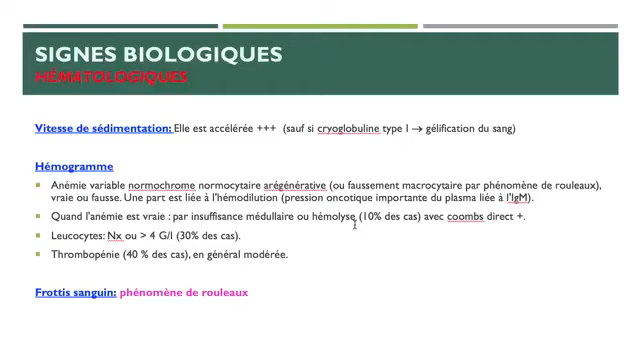 SIGNES BIOLOGIQUES
HÉMATOLOGIQUES
Vitesse de sédimentation: Elle est accélérée +++ (sauf si cryoglobuline type I → gélification du sang)
Hémogramme
Anémie variable normochrome normocytaire arégénérative (ou faussement macrocytaire par phénomène de rouleaux),
vraie ou fausse. Une part est liée à l'hémodilution (pression oncotique importante du plasma liée à l'IgM).
Quand l'anémie est vraie : par insuffisance médullaire ou hémolyse (10% des cas) avec coombs direct +.
Leucocytes: Nx ou > 4 G/l (30% des cas).
Thrombopénie (40 % des cas), en général modérée.
Frottis sanguin: phénomène de rouleaux